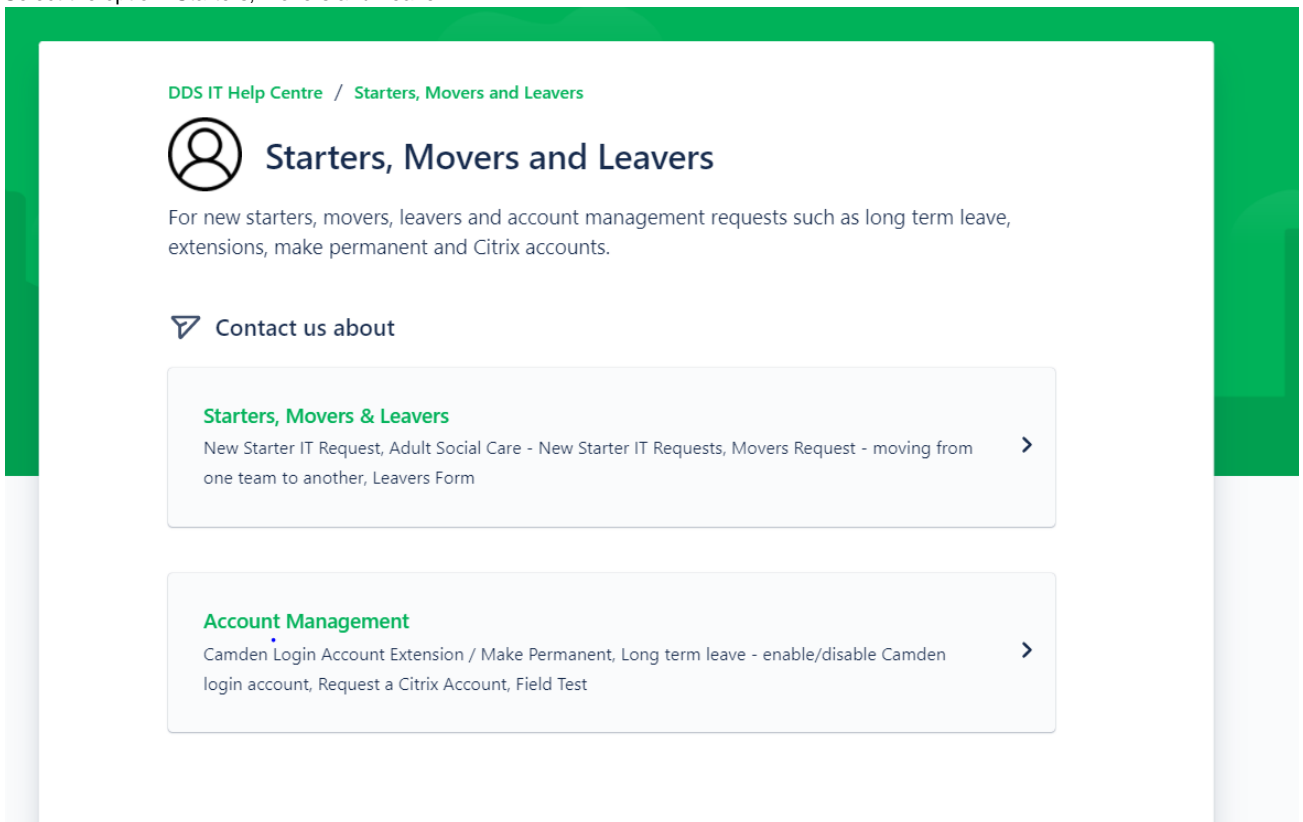 DDS IT Help Centre / Starters, Movers and Leavers
Starters, Movers and Leavers
For new starters, movers, leavers and account management requests such as long term leave,
extensions, make permanent and Citrix accounts.
Contact us about
Starters, Movers & Leavers
New Starter IT Request, Adult Social Care - New Starter IT Requests, Movers Request - moving from
one team to another, Leavers Form
Account Management
Camden Login Account Extension / Make Permanent, Long term leave - enable/disable Camden
login account, Request a Citrix Account, Field Test